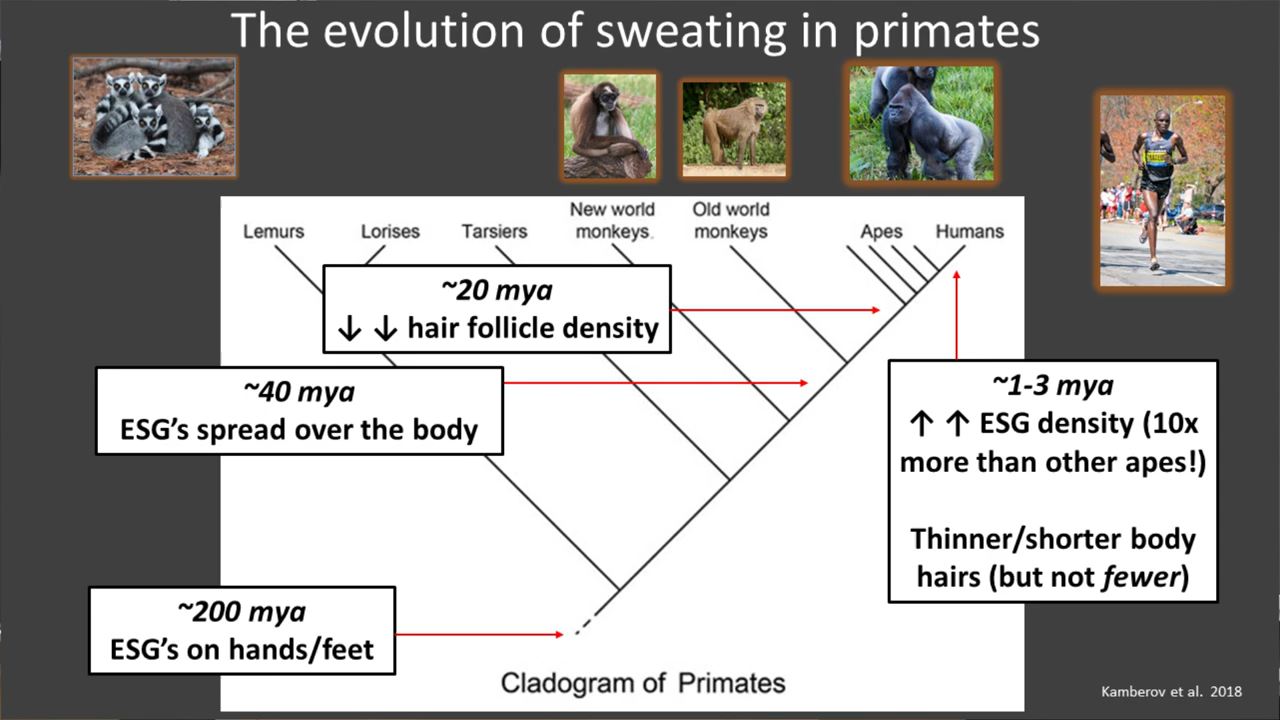 The evolution of sweating in primates
Lemurs
Lorises
Tarsiers
New world
monkeys.
Old world
monkeys
Apes
Humans
~20 mya
↓ ↓ hair follicle density
~40 mya
ESG’s spread over the body
~1-3 mya
↑ ↑ ESG density (10x
more than other apes!)
Thinner/shorter body
hairs (but not fewer)
~200 mya
ESG’s on hands/feet
Cladogram of Primates
Kamberov et al. 2018